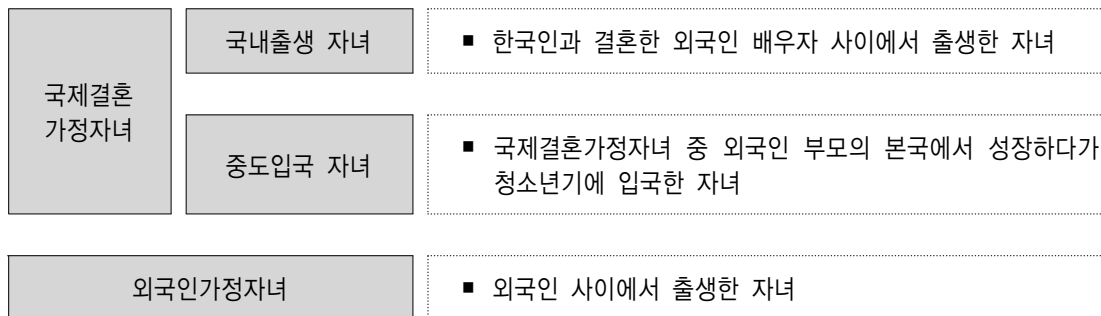 국제결혼
가정자녀
국내출생 자녀
■ 한국인과 결혼한 외국인 배우자 사이에서 출생한 자녀
중도입국 자녀
■ 국제결혼가정자녀 중 외국인 부모의 본국에서 성장하다가
청소년기에 입국한 자녀
외국인가정자녀
■ 외국인 사이에서 출생한 자녀